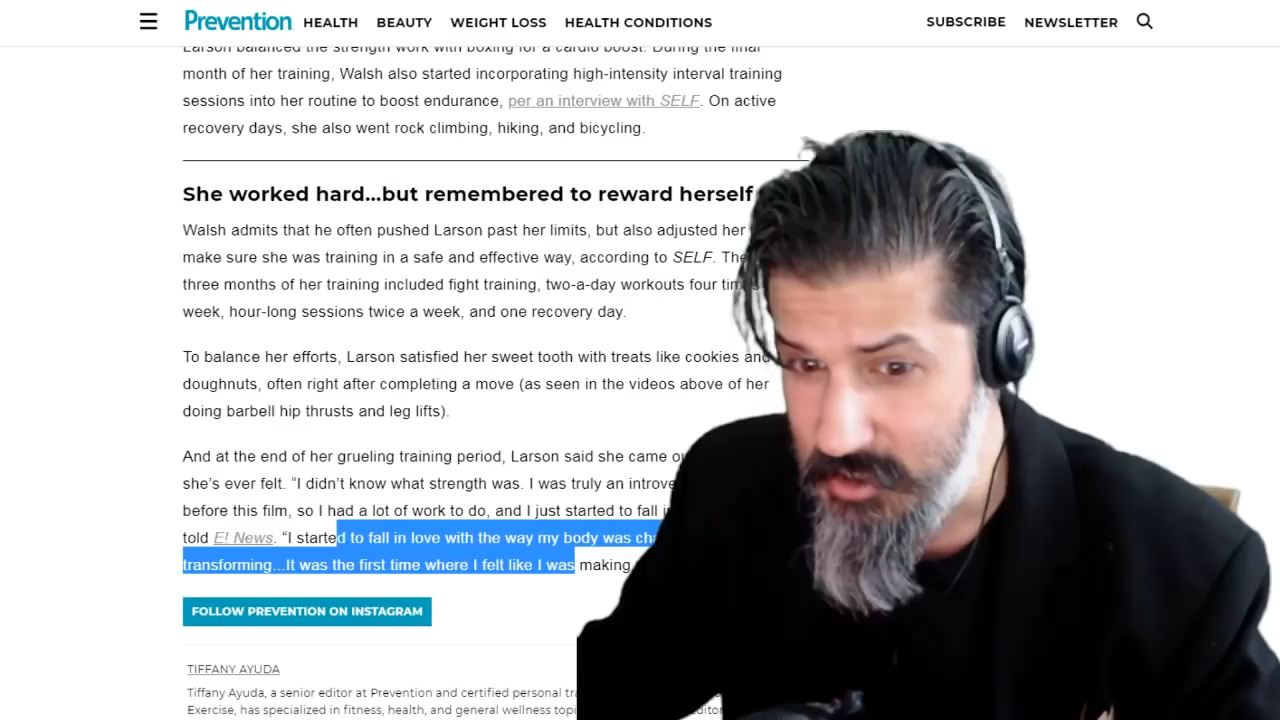 Prevention HEALTH BEAUTY WEIGHT LOSS HEALTH CONDITIONS SUBSCRIBE NEWSLETTER
Larson balanced the strength work with boxing for a cardio boost. During the final
month of her training, Walsh also started incorporating high-intensity interval training
sessions into her routine to boost endurance, per an interview with SELF. On active
recovery days, she also went rock climbing, hiking, and bicycling.
She worked hard...but remembered to reward herself
Walsh admits that he often pushed Larson past her limits, but also adjusted her
make sure she was training in a safe and effective way, according to SELF. The
three months of her training included fight training, two-a-day workouts four times
week, hour-long sessions twice a week, and one recovery day.
To balance her efforts, Larson satisfied her sweet tooth with treats like cookies and
doughnuts, often right after completing a move (as seen in the videos above of her
doing barbell hip thrusts and leg lifts).
And at the end of her grueling training period, Larson said she came
she's ever felt. “I didn't know what strength was. I was truly an
before this film, so I had a lot of work to do, and I just started to fall
told E! News. “I started to fall in love with the way my body was
transforming...It was the first time where I felt like I was making
FOLLOW PREVENTION ON INSTAGRAM
TIFFANY AYUDA
Tiffany Ayuda, a senior editor at Prevention and certified personal
Exercise, has specialized in fitness, health, and general wellness